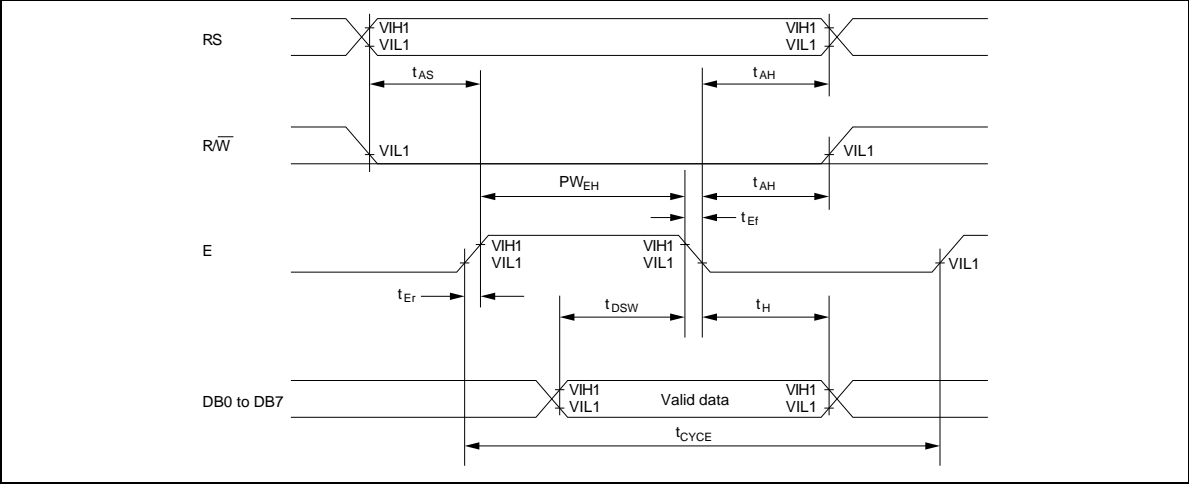 RS
VIH1 VIH1
VIL1 VIL1
tAS tAH
R/W̅
VIL1 VIL1
PWEH tAH
tEf
E
VIH1 VIH1
VIL1 VIL1 VIL1
tEr
tDSW tH
DB0 to DB7
VIH1 Valid data VIH1
VIL1 VIL1
tCYCE